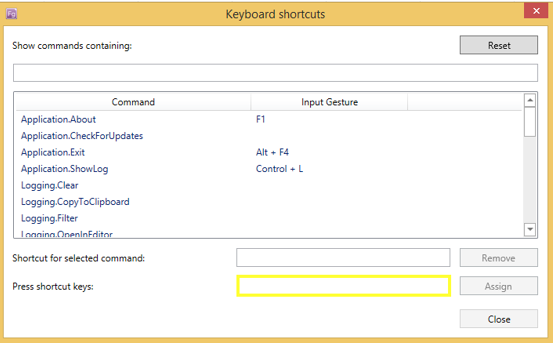 Keyboard shortcuts
Show commands containing:
Reset
Command Input Gesture
Application.About F1
Application.CheckForUpdates
Application.Exit Alt + F4
Application.ShowLog Control + L
Logging.Clear
Logging.CopyToClipboard
Logging.Filter
Logging.OpenInEditor
Shortcut for selected command:
Remove
Press shortcut keys:
Assign
Close